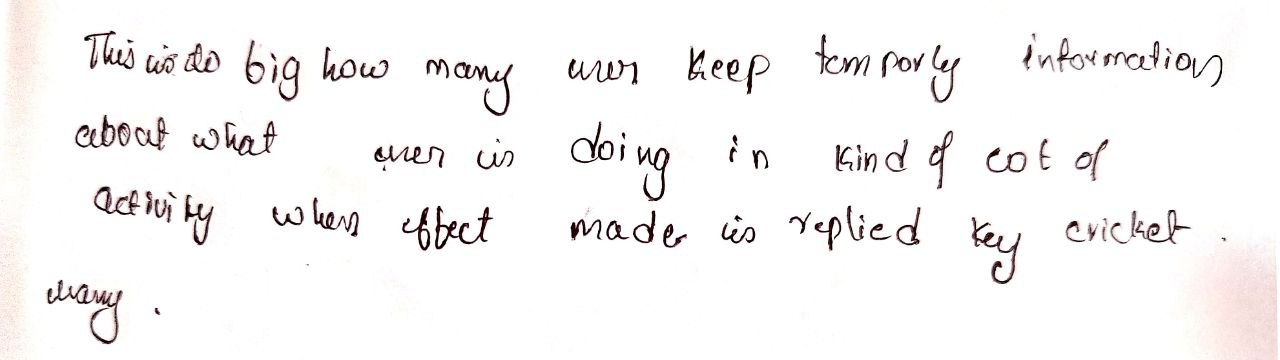 This is do big how many user keep temporly information
about what user is doing in kind of cot of
activity when effect made is replied key cricket.
many.